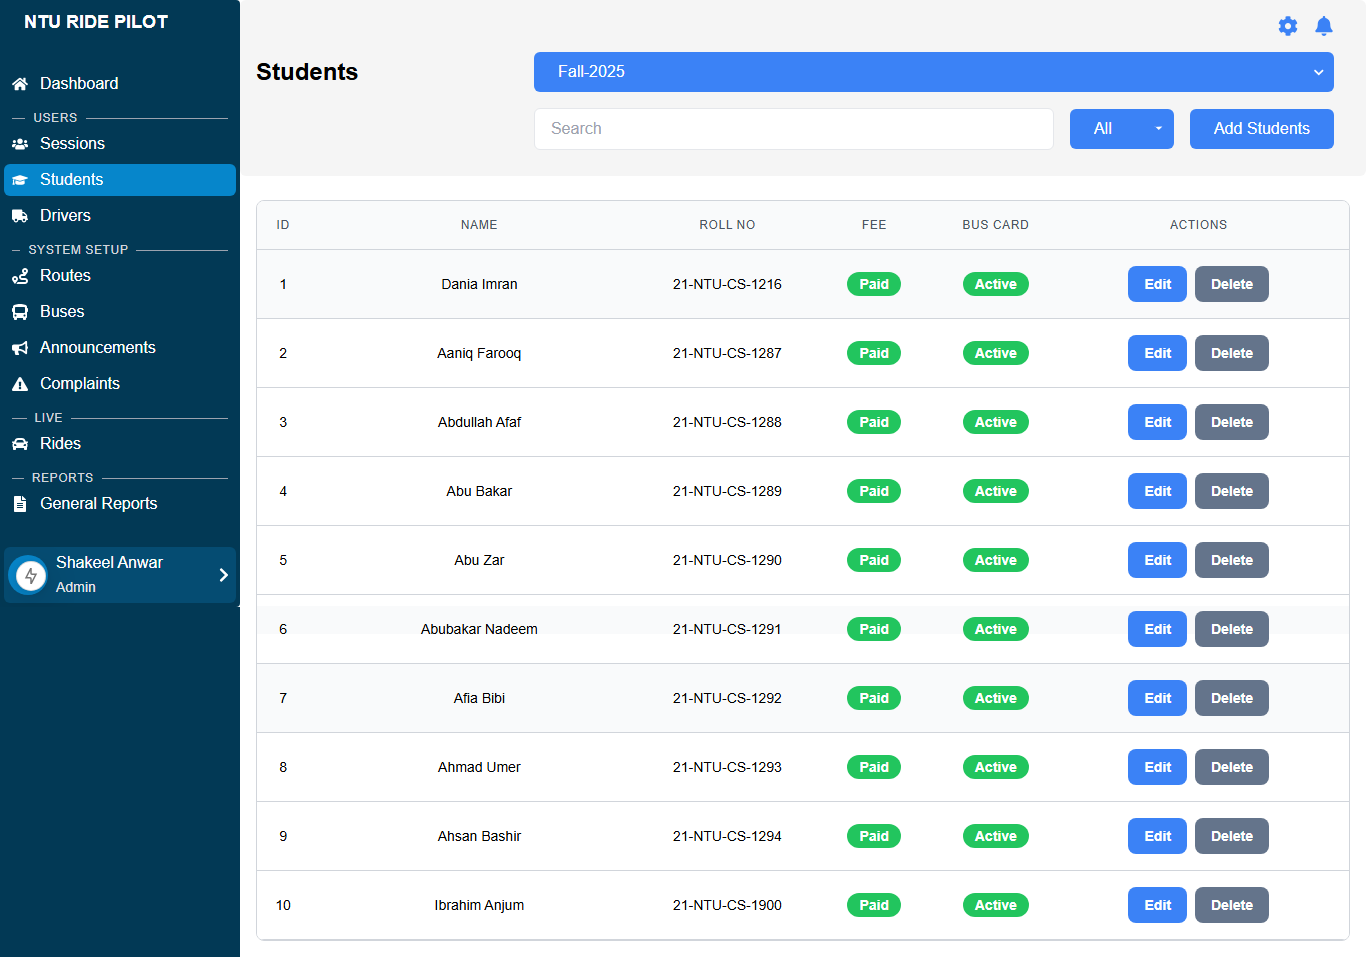 NTU RIDE PILOT
Dashboard
USERS
Sessions
Students
Drivers
SYSTEM SETUP
Routes
Buses
Announcements
Complaints
LIVE
Rides
REPORTS
General Reports
Shakeel Anwar
Admin
Students
Fall-2025
Search
All
Add Students
ID NAME ROLL NO FEE BUS CARD ACTIONS
1 Dania Imran 21-NTU-CS-1216 Paid Active Edit Delete
2 Aaniq Farooq 21-NTU-CS-1287 Paid Active Edit Delete
3 Abdullah Afaf 21-NTU-CS-1288 Paid Active Edit Delete
4 Abu Bakar 21-NTU-CS-1289 Paid Active Edit Delete
5 Abu Zar 21-NTU-CS-1290 Paid Active Edit Delete
6 Abubakar Nadeem 21-NTU-CS-1291 Paid Active Edit Delete
7 Afia Bibi 21-NTU-CS-1292 Paid Active Edit Delete
8 Ahmad Umer 21-NTU-CS-1293 Paid Active Edit Delete
9 Ahsan Bashir 21-NTU-CS-1294 Paid Active Edit Delete
10 Ibrahim Anjum 21-NTU-CS-1900 Paid Active Edit Delete